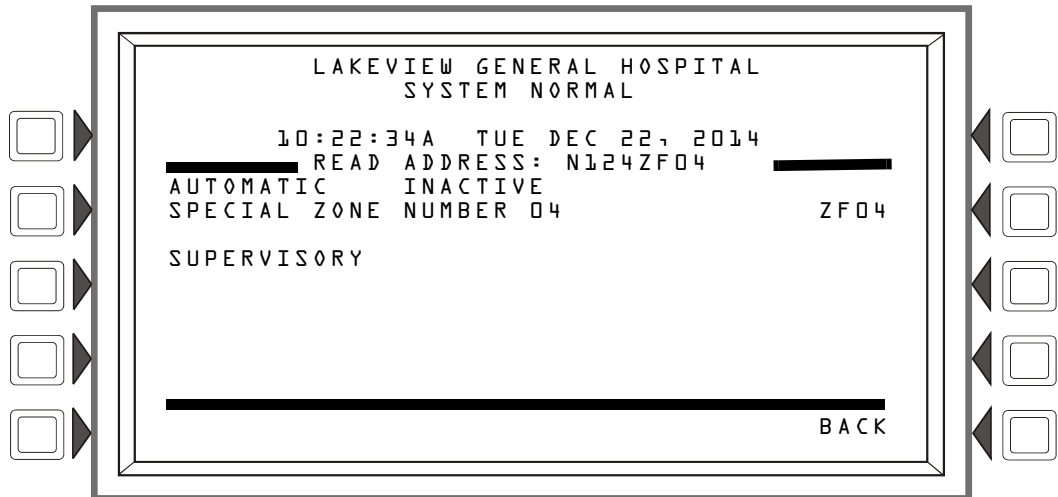 LAKEVIEW GENERAL HOSPITAL
SYSTEM NORMAL
10:22:34A TUE DEC 22, 2014
READ ADDRESS: N124ZF04
AUTOMATIC INACTIVE
SPECIAL ZONE NUMBER 04 ZF04
SUPERVISORY
BACK